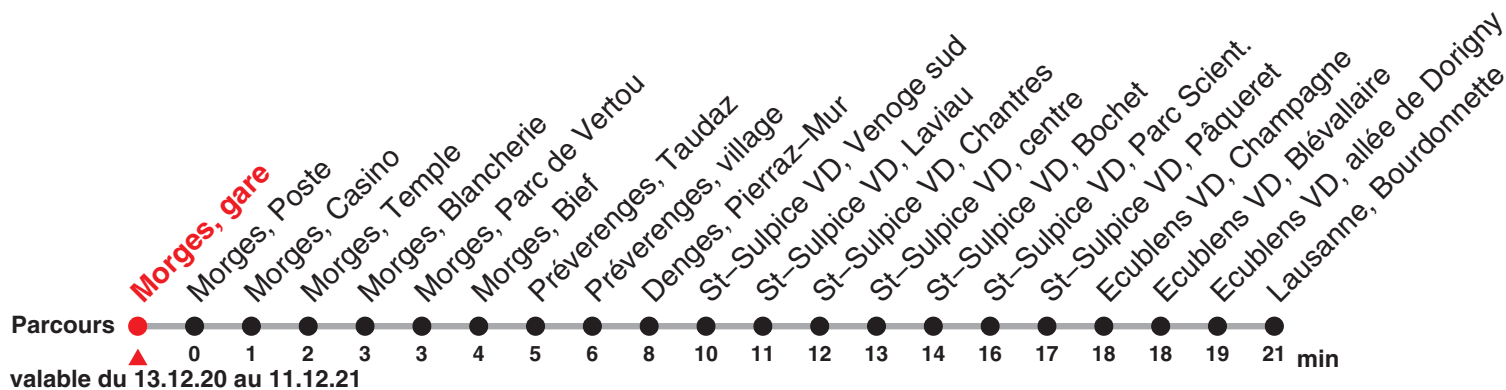 Morges, gare
Morges, Poste
Morges, Casino
Morges, Temple
Morges, Blancherie
Morges, Parc de Vertou
Morges, Bief
Préverenges, Taudaz
Préverenges, village
Denges, Pierraz–Mur
St–Sulpice VD, Venoge sud
St–Sulpice VD, Laviau
St–Sulpice VD, Chantres
St–Sulpice VD, centre
St–Sulpice VD, Bochet
St–Sulpice VD, Parc Scient.
St–Sulpice VD, Pâqueret
Ecublens VD, Champagne
Ecublens VD, Blévallaire
Ecublens VD, allée de Dorigny
Lausanne, Bourdonnette
Parcours
0 1 2 3 3 4 5 6 8 10 11 12 13 14 16 17 18 18 19 21 min
valable du 13.12.20 au 11.12.21